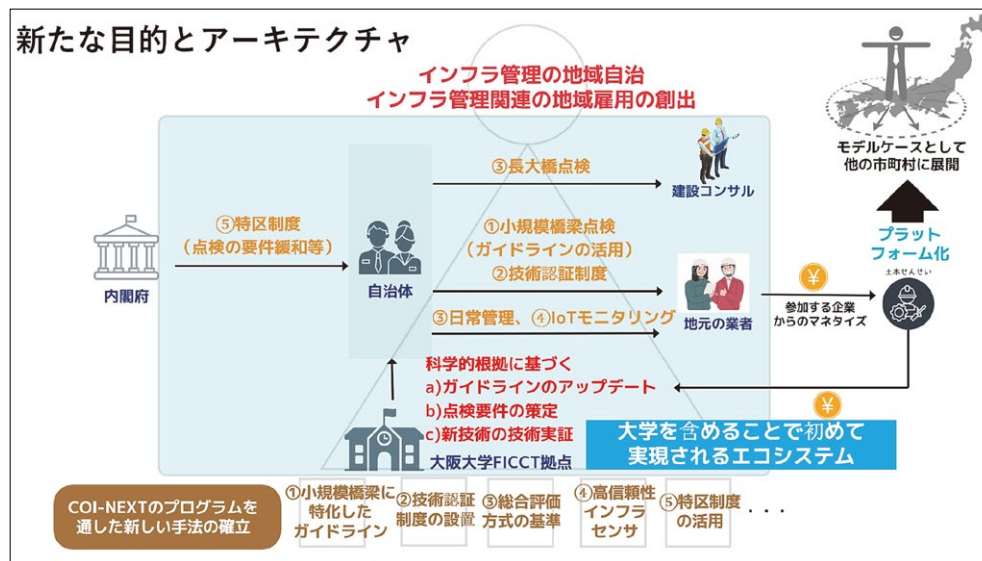 新たな目的とアーキテクチャ
インフラ管理の地域自治
インフラ管理関連の地域雇用の創出
モデルケースとして
他の市町村に展開
③長大橋点検
建設コンサル
⑤特区制度
(点検の要件緩和等)
内閣府
自治体
①小規模橋梁点検
(ガイドラインの活用)
②技術認証制度
③日常管理、④IoTモニタリング
地元の業者
¥
参加する企業
からのマネタイズ
プラット
フォーム化
土木せんせい
科学的根拠に基づく
a)ガイドラインのアップデート
b)点検要件の策定
c)新技術の技術実証
大阪大学FICCT拠点
¥
大学を含めることで初めて
実現されるエコシステム
COI-NEXTのプログラムを
通した新しい手法の確立
①小規模橋梁に
特化した
ガイドライン
②技術認証
制度の設置
③総合評価
方式の基準
④高信頼性
インフラ
センサ
⑤特区制度
の活用
・・・